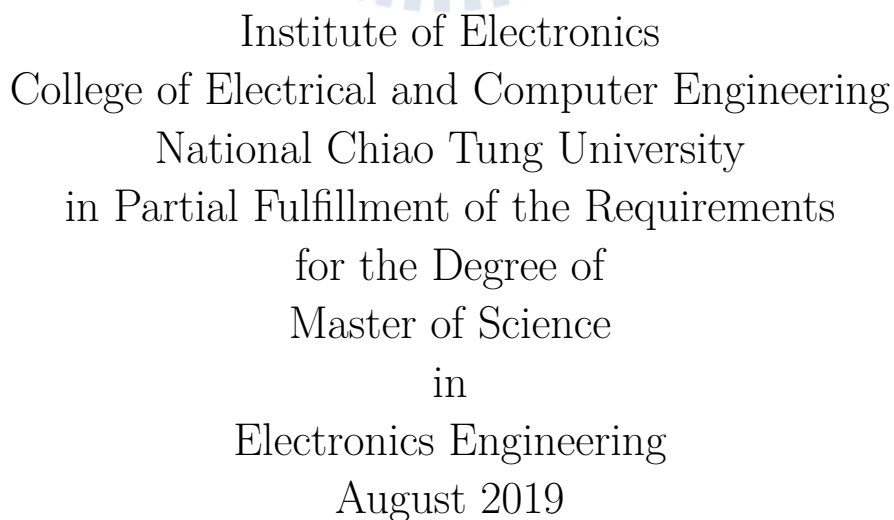 Institute of Electronics
College of Electrical and Computer Engineering
National Chiao Tung University
in Partial Fulfillment of the Requirements
for the Degree of
Master of Science
in
Electronics Engineering
August 2019